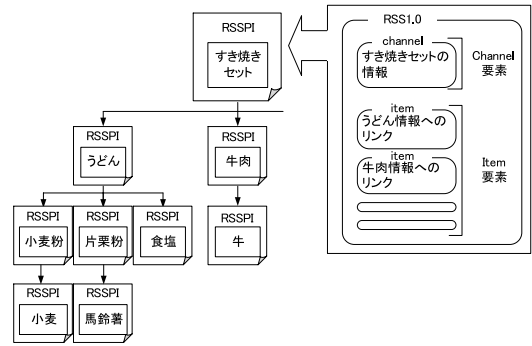 RSSPI
すき焼き
セット
RSSPI
うどん
RSSPI
牛肉
RSSPI
小麦粉
RSSPI
片栗粉
RSSPI
食塩
RSSPI
牛
RSSPI
小麦
RSSPI
馬鈴薯
RSS1.0
channel
すき焼きセットの
情報
Channel
要素
item
うどん情報への
リンク
item
牛肉情報への
リンク
Item
要素